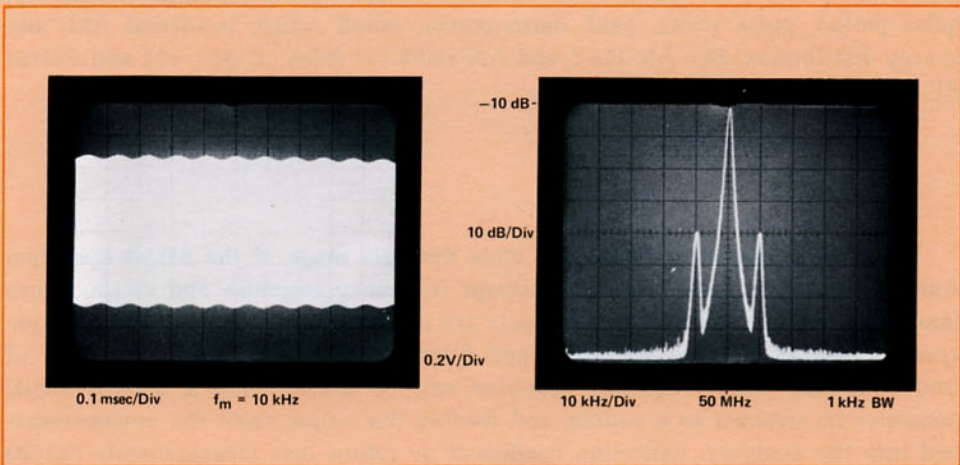 −10 dB
10 dB/Div
0.2V/Div
0.1 msec/Div f_m = 10 kHz
10 kHz/Div 50 MHz 1 kHz BW